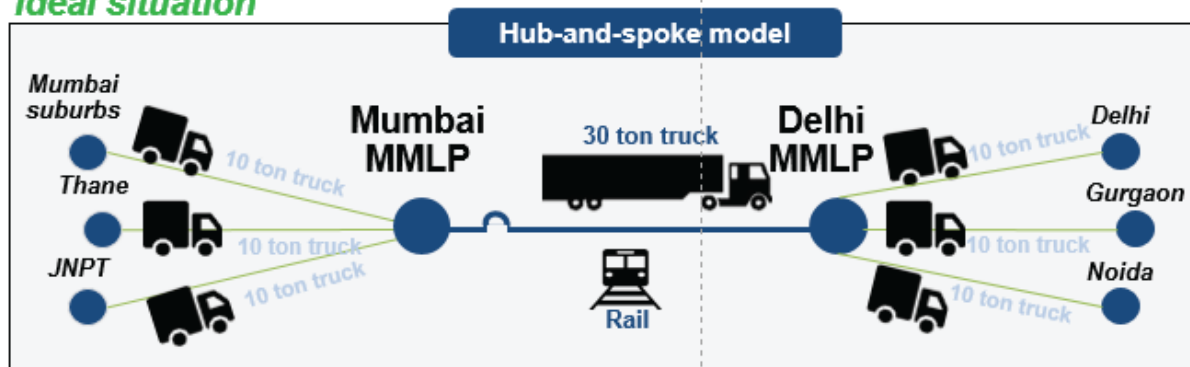 Ideal situation
Hub-and-spoke model
Mumbai
suburbs
10 ton truck
Thane
10 ton truck
JNPT
10 ton truck
Mumbai
MMLP
30 ton truck
Rail
Delhi
MMLP
10 ton truck
Delhi
10 ton truck
Gurgaon
10 ton truck
Noida